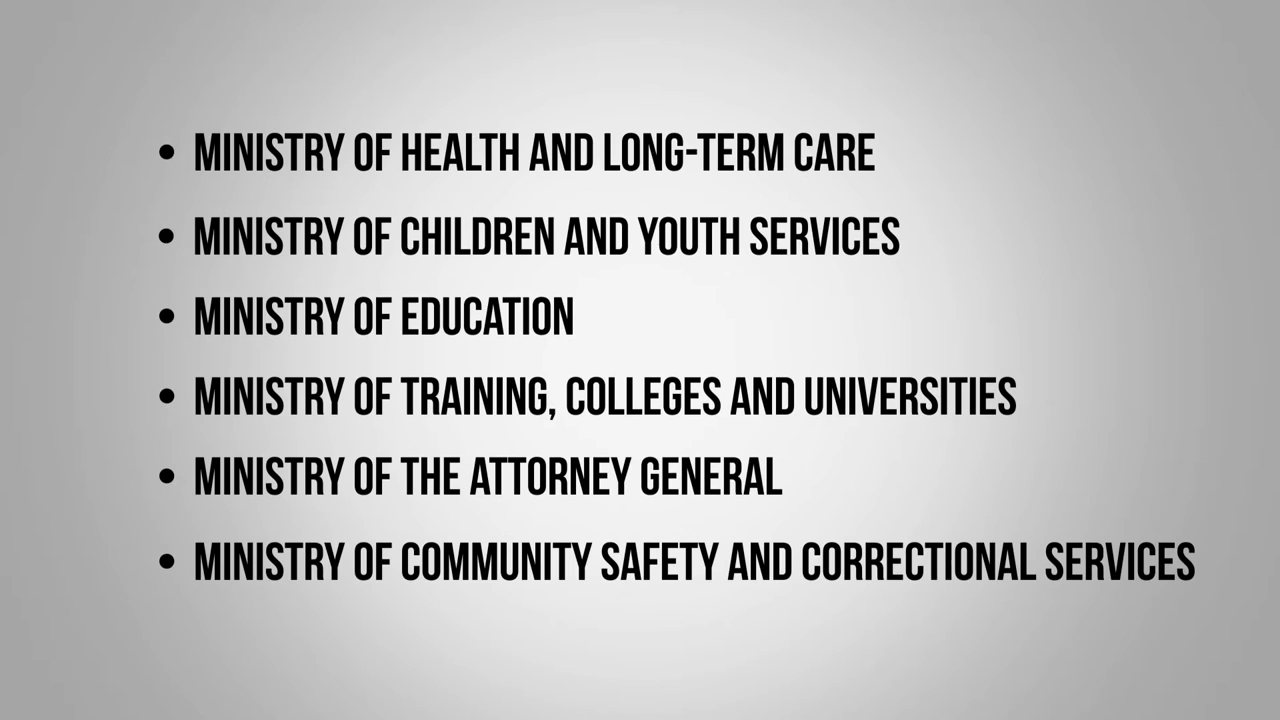 • MINISTRY OF HEALTH AND LONG-TERM CARE
• MINISTRY OF CHILDREN AND YOUTH SERVICES
• MINISTRY OF EDUCATION
• MINISTRY OF TRAINING, COLLEGES AND UNIVERSITIES
• MINISTRY OF THE ATTORNEY GENERAL
• MINISTRY OF COMMUNITY SAFETY AND CORRECTIONAL SERVICES